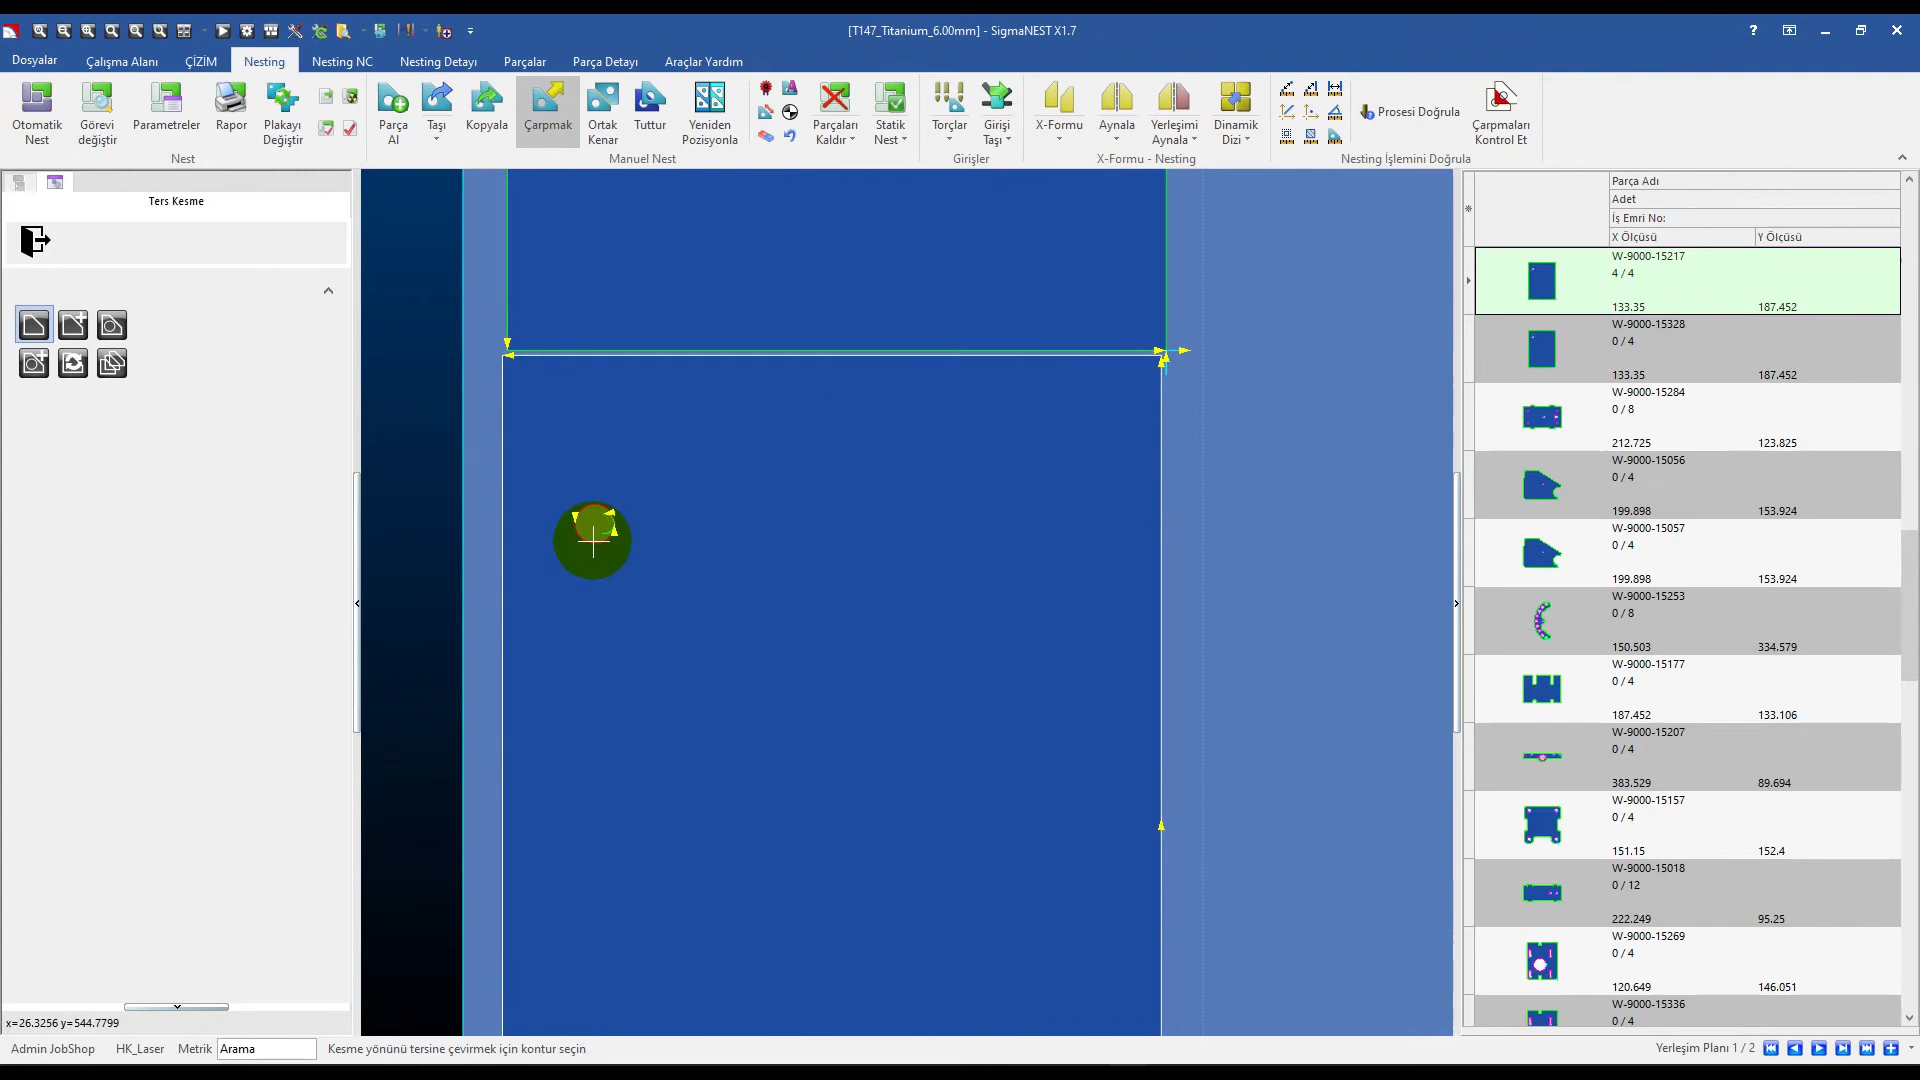 [T147_Titanium_6.00mm] - SigmaNEST X1.7
Dosyalar
Çalışma Alanı
ÇİZİM
Nesting
Nesting NC
Nesting Detayı
Parçalar
Parça Detayı
Araçlar Yardım
Otomatik Nest
Görevi değiştir
Parametreler
Rapor
Plakayı Değiştir
Parça Al
Taşı
Kopyala
Çarpmak
Ortak Kenar
Tuttur
Yeniden Pozisyonla
Parçaları Kaldır
Statik Nest
Torçlar
Girişi Taşı
X-Formu
Aynala
Yerleşimi Aynala
Dinamik Dizi
Prosesi Doğrula
Çarpmaları Kontrol Et
Nest
Manuel Nest
Girişler
X-Formu - Nesting
Nesting İşlemini Doğrula
Ters Kesme
Parça Adı
Adet
İş Emri No:
X Ölçüsü Y Ölçüsü
W-9000-15217
4 / 4
133.35 187.452
W-9000-15328
0 / 4
133.35 187.452
W-9000-15284
0 / 8
212.725 123.825
W-9000-15056
0 / 4
199.898 153.924
W-9000-15057
0 / 4
199.898 153.924
W-9000-15253
0 / 8
150.503 334.579
W-9000-15177
0 / 4
187.452 133.106
W-9000-15207
0 / 4
383.529 89.694
W-9000-15157
0 / 4
151.15 152.4
W-9000-15018
0 / 12
222.249 95.25
W-9000-15269
0 / 4
120.649 146.051
W-9000-15336
0 / 4
x=26.3256 y=544.7799
Admin JobShop HK_Laser Metrik Arama Kesme yönünü tersine çevirmek için kontur seçin
Yerleşim Planı 1 / 2